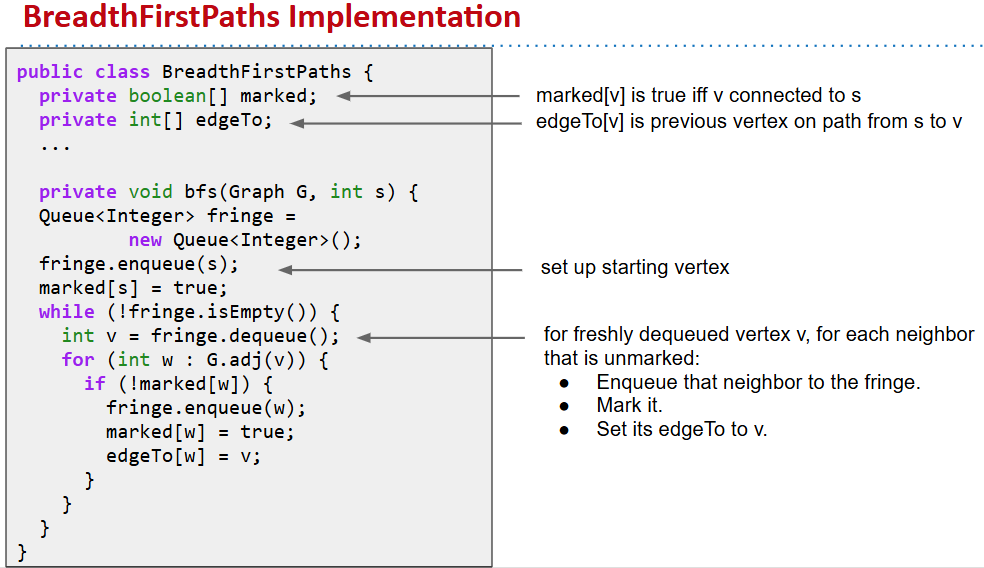 BreadthFirstPaths Implementation
public class BreadthFirstPaths {
private boolean[] marked;
private int[] edgeTo;
...
private void bfs(Graph G, int s) {
Queue<Integer> fringe =
new Queue<Integer>();
fringe.enqueue(s);
marked[s] = true;
while (!fringe.isEmpty()) {
int v = fringe.dequeue();
for (int w : G.adj(v)) {
if (!marked[w]) {
fringe.enqueue(w);
marked[w] = true;
edgeTo[w] = v;
}
}
}
}
marked[v] is true iff v connected to s
edgeTo[v] is previous vertex on path from s to v
set up starting vertex
for freshly dequeued vertex v, for each neighbor
that is unmarked:
● Enqueue that neighbor to the fringe.
● Mark it.
● Set its edgeTo to v.